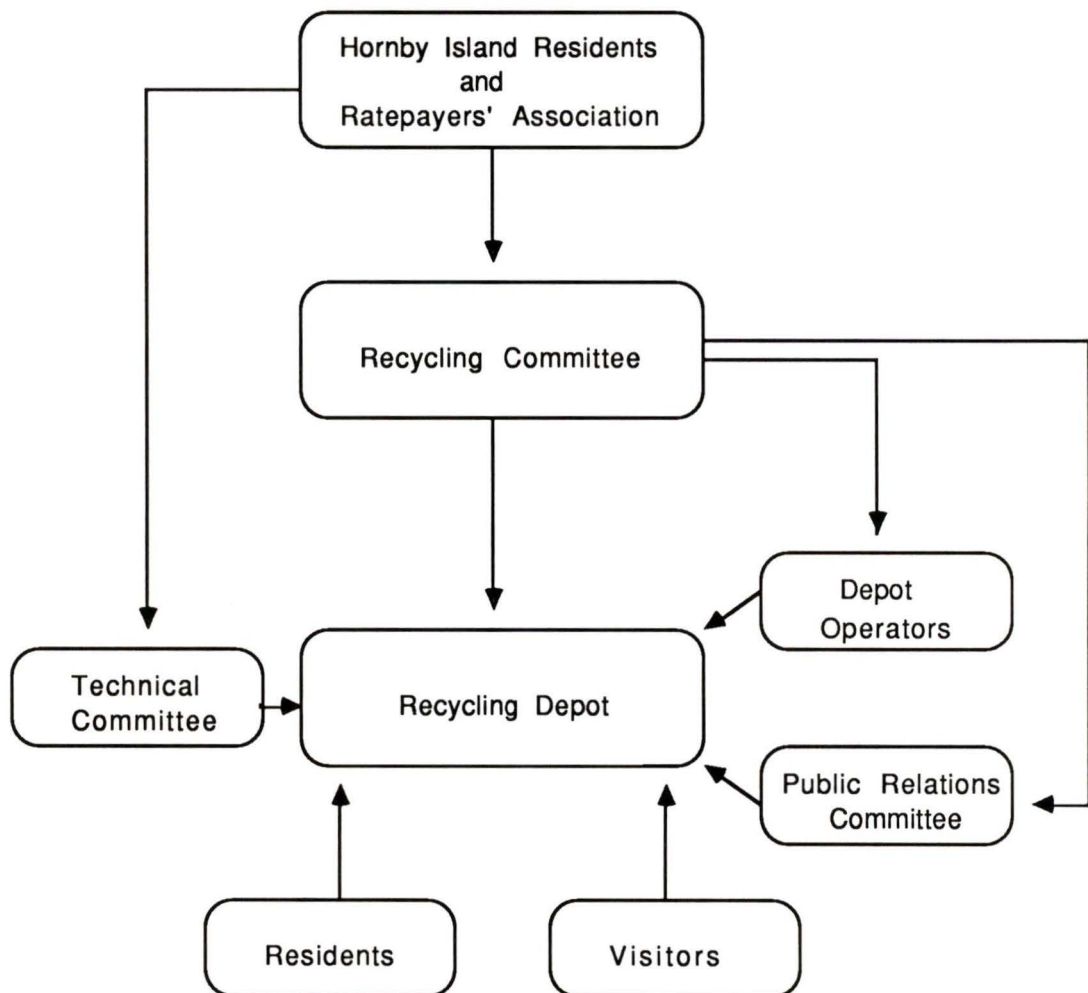 Hornby Island Residents
and
Ratepayers' Association
Recycling Committee
Depot
Operators
Technical
Committee
Recycling Depot
Public Relations
Committee
Residents
Visitors